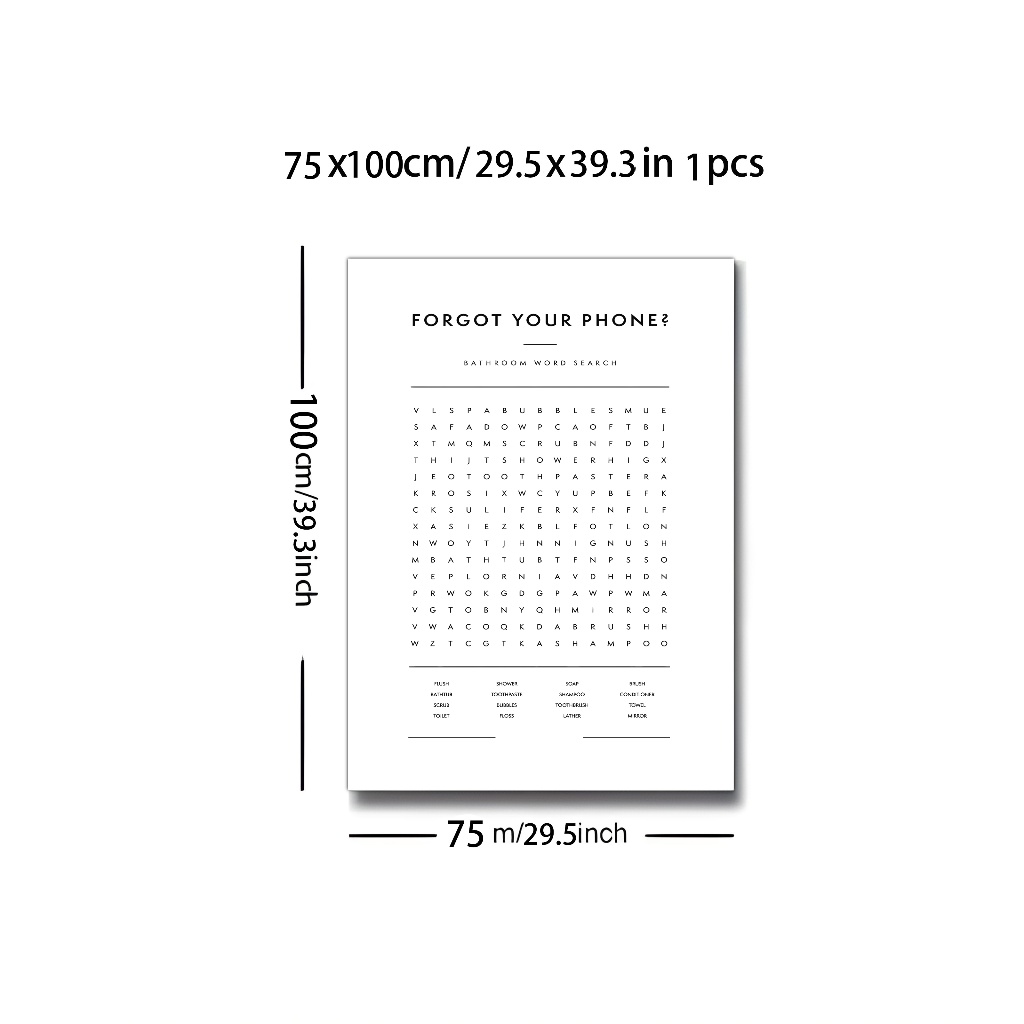 75x100cm/29.5x39.3in 1pcs
FORGOT YOUR PHONE?
BATHROOM WORD SEARCH
V L S P A B U B B L E S M U E
S A F A D O W P C A O F T B J
X T M Q M S C R U B N F D D J
T H I J T S H O W E R H I G X
J E O T O O T H P A S T E R A
K R O S I X W C Y U P B E F K
C K S U L I F E R X F N F L F
X A S I E Z K B L F O T L O N
N W O Y T J H N N I G N U S H
M B A T H T U B T F N P S S O
V E P L O R N I A V D H H D N
P R W O K G D G P A W P W M A
V G T O B N Y Q H M I R R O R
V W A C O Q K D A B R U S H H
W Z T C G T K A S H A M P O O
FLUSH SHOWER SOAP BRUSH
BATHTUB TOOTHPASTE SHAMPOO CONDITIONER
SCRUB BUBBLES TOOTHBRUSH TOWEL
TOILET FLOSS LATHER MIRROR
100cm/39.3inch
75 m/29.5inch